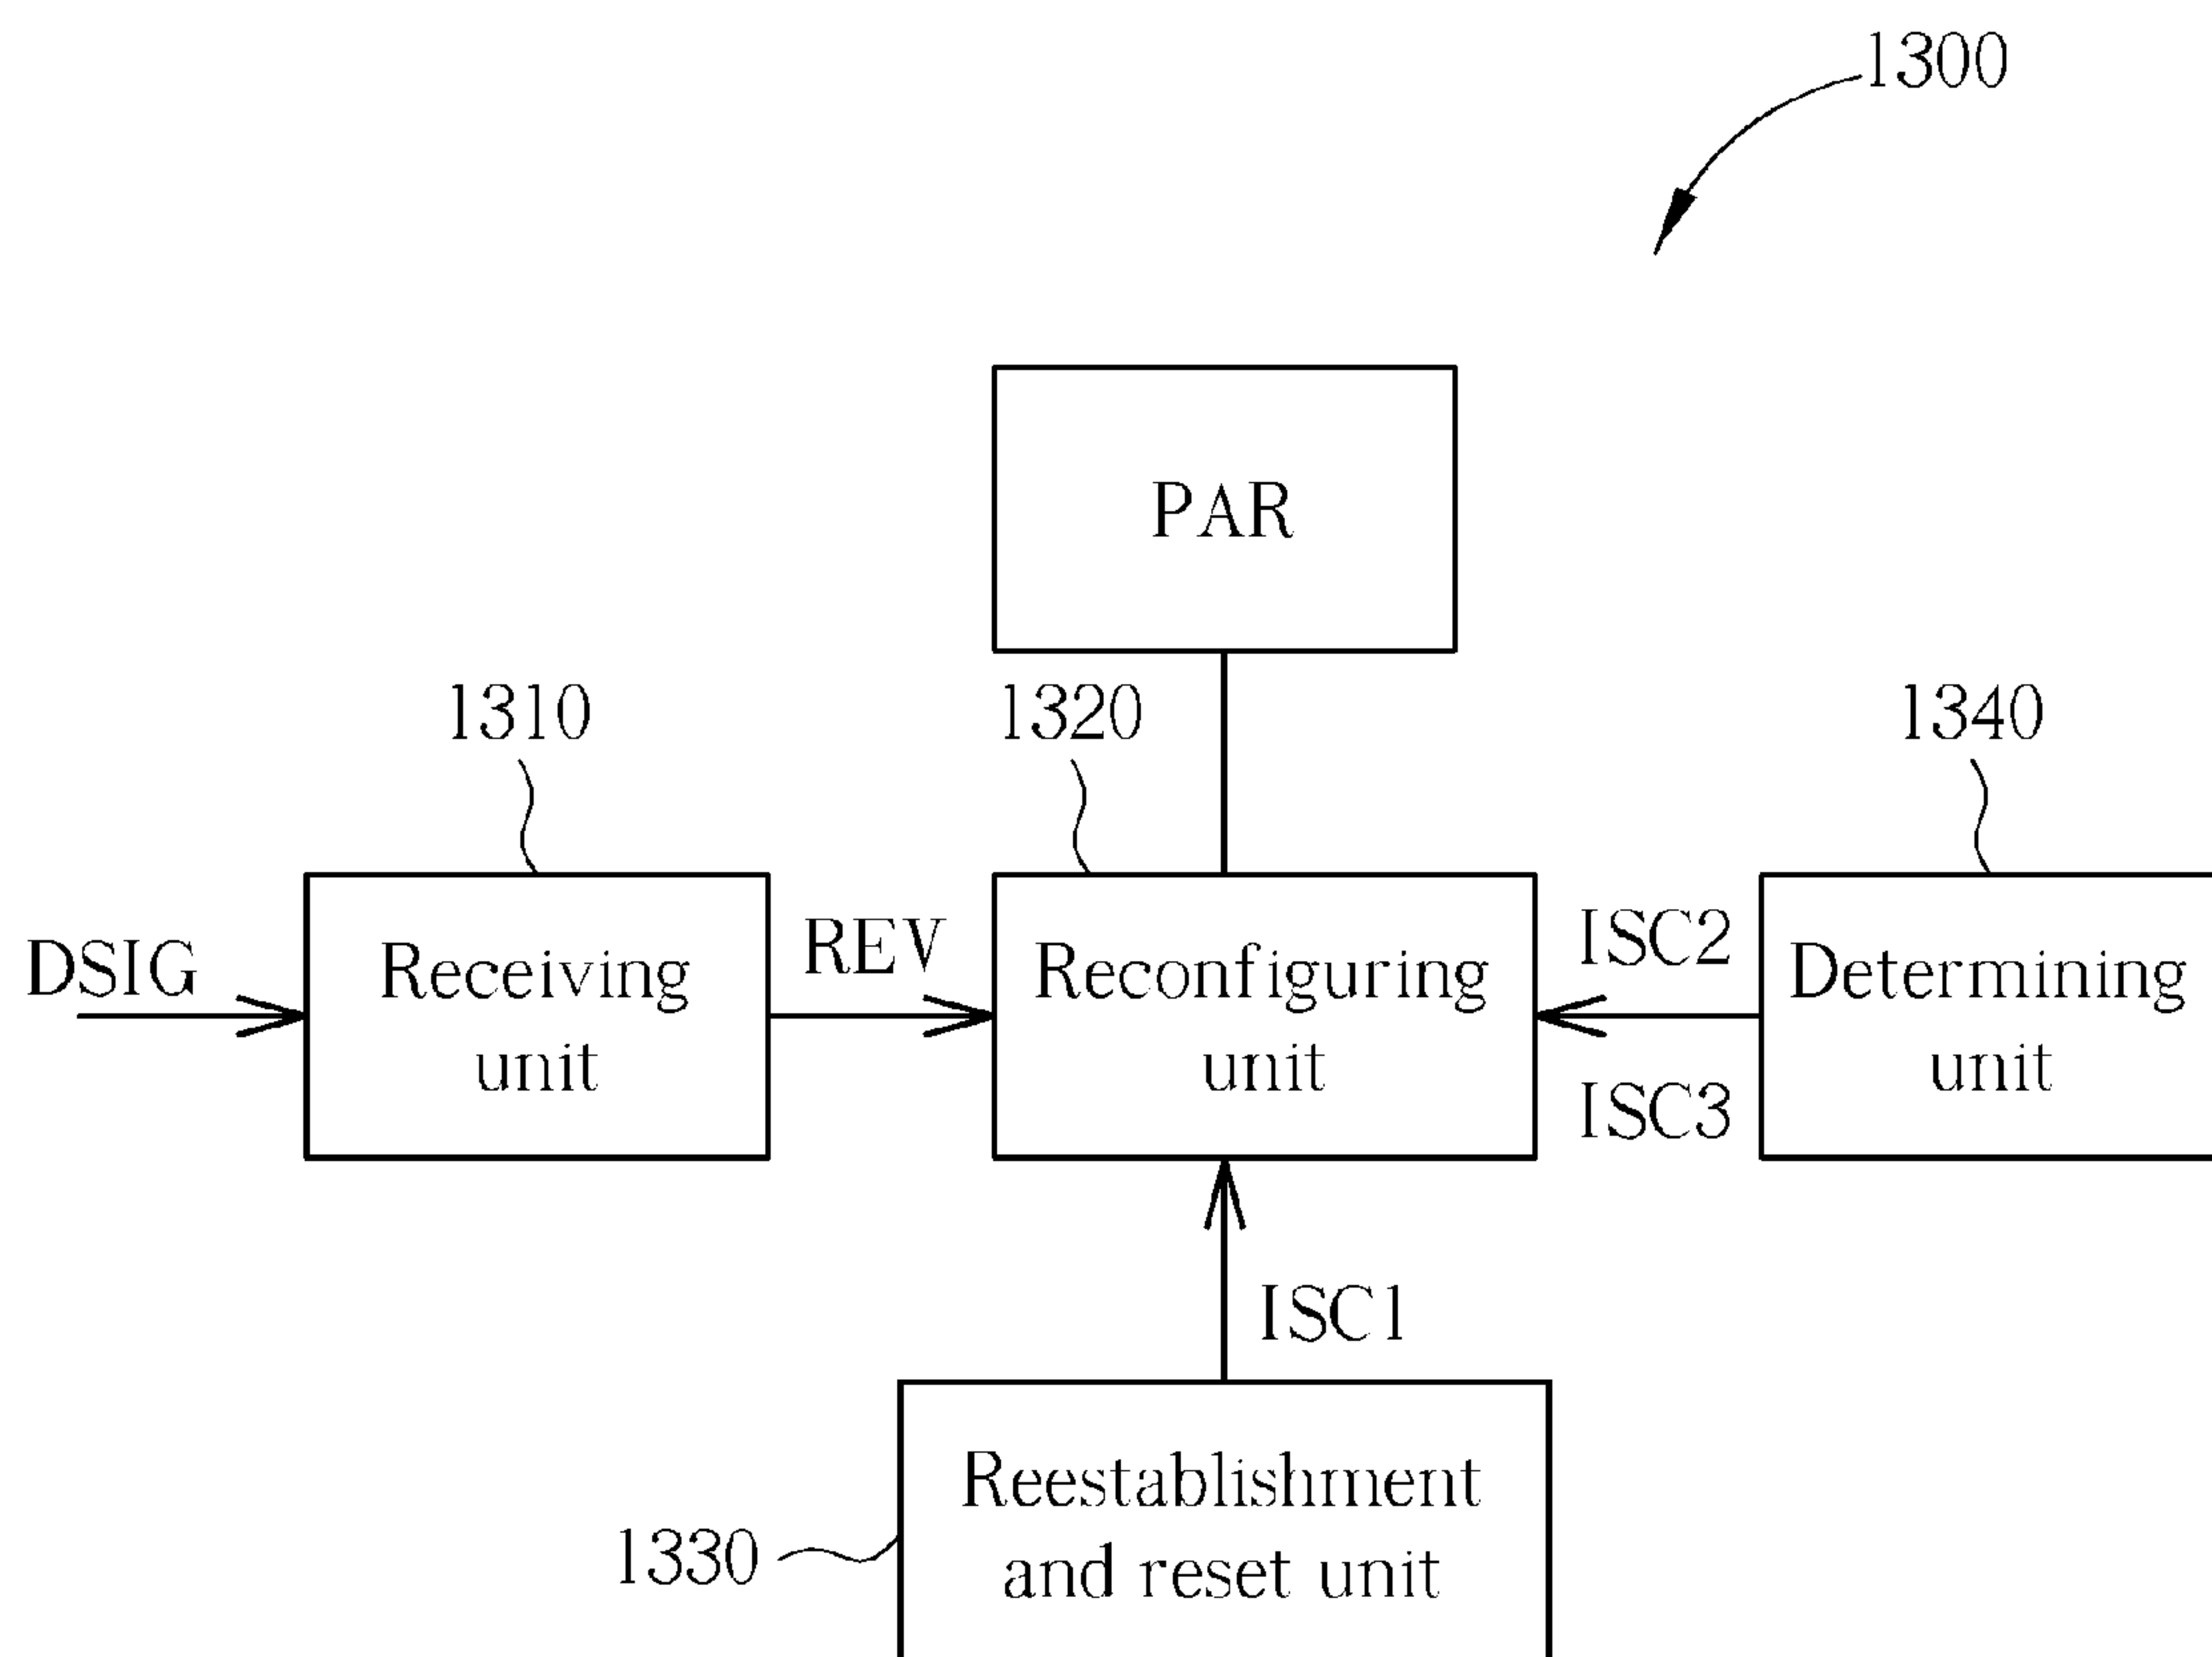 1300
PAR
1310
1320
1340
DSIG
Receiving
unit
REV
Reconfiguring
unit
ISC2
ISC3
Determining
unit
ISC1
1330
Reestablishment
and reset unit